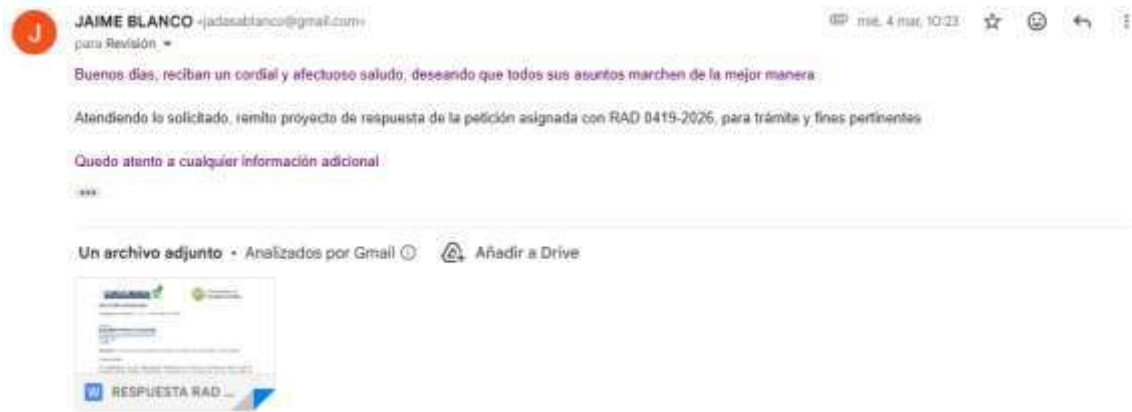 J
JAIME BLANCO <jadasablanco@gmail.com>
mié, 4 mar, 10:23
para Revisión
Buenos días, reciban un cordial y afectuoso saludo, deseando que todos sus asuntos marchen de la mejor manera
Atendiendo lo solicitado, remito proyecto de respuesta de la petición asignada con RAD 0419-2026, para trámite y fines pertinentes
Quedo atento a cualquier información adicional
Un archivo adjunto • Analizados por Gmail
Añadir a Drive
W RESPUESTA RAD ...